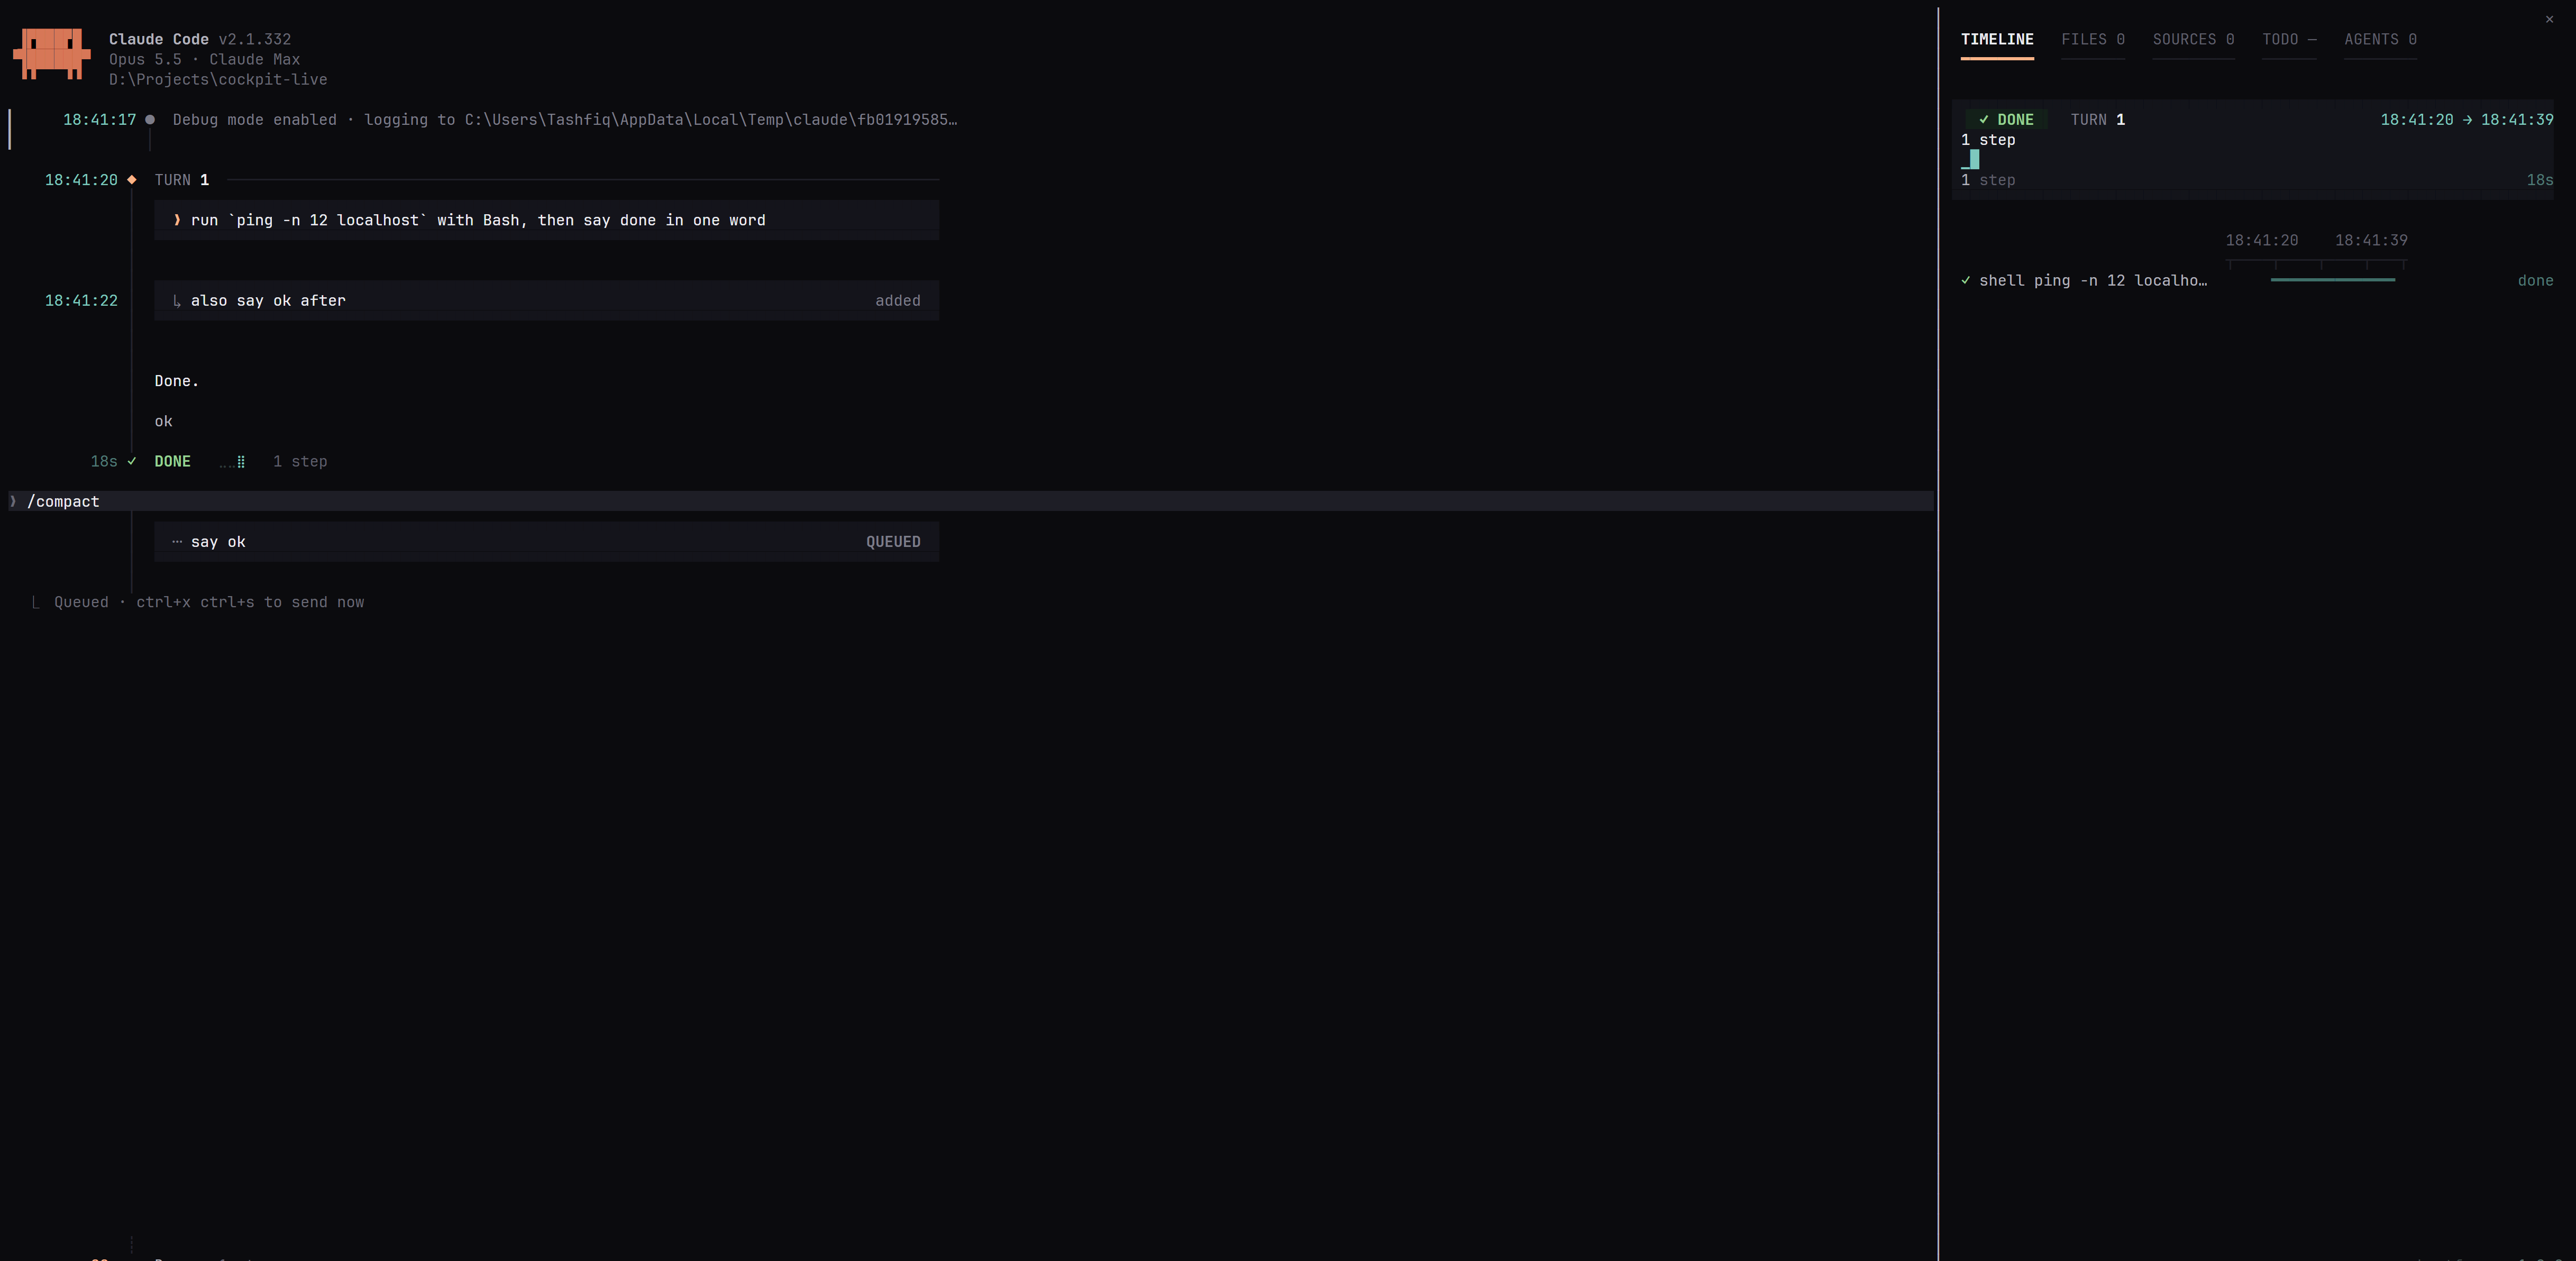 Claude Code v2.1.332
Opus 5.5 · Claude Max
D:\Projects\cockpit-live
18:41:17 ● Debug mode enabled · logging to C:\Users\Tashfiq\AppData\Local\Temp\claude\fb01919585…
18:41:20 ◆ TURN 1
❱ run `ping -n 12 localhost` with Bash, then say done in one word
18:41:22 ↳ also say ok after added
Done.
ok
18s ✓ DONE 1 step
❱ /compact
⋯ say ok QUEUED
⎿ Queued · ctrl+x ctrl+s to send now
×
TIMELINE FILES 0 SOURCES 0 TODO — AGENTS 0
✓ DONE TURN 1 18:41:20 → 18:41:39
1 step
1 step 18s
18:41:20 18:41:39
✓ shell ping -n 12 localho… done